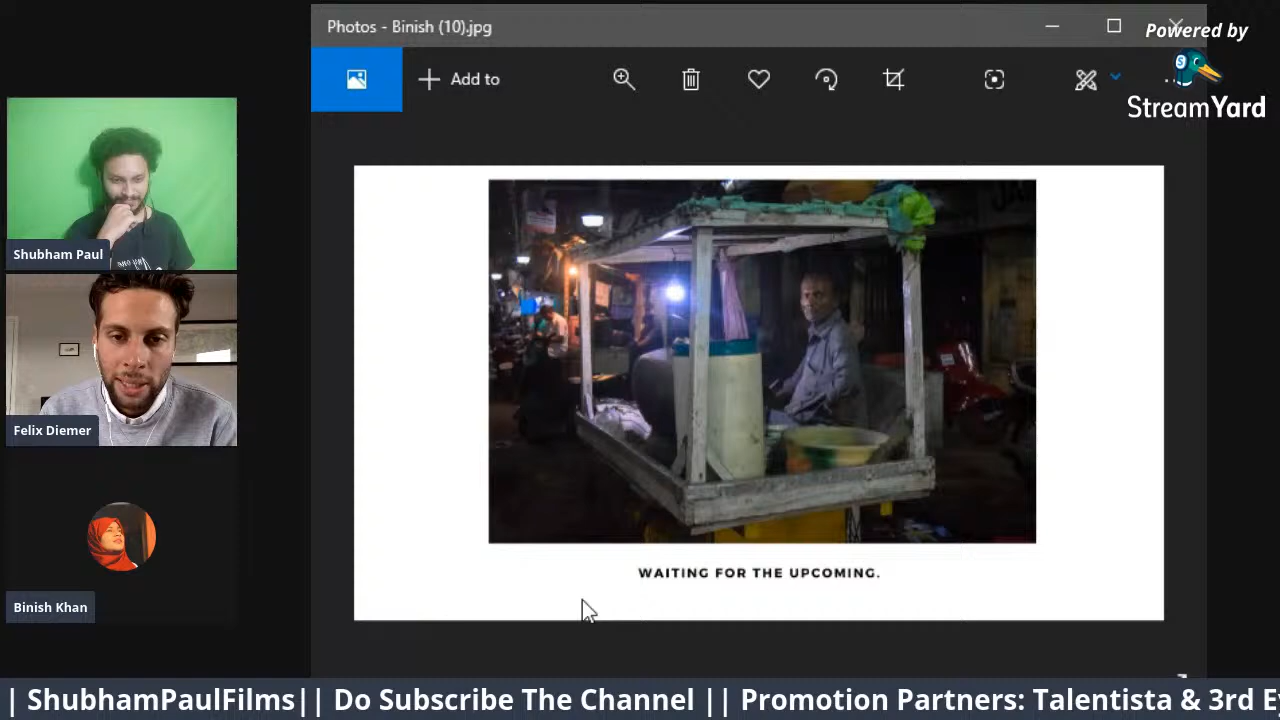 Photos - Binish (10).jpg
Powered by
StreamYard
Add to
Shubham Paul
Felix Diemer
Binish Khan
WAITING FOR THE UPCOMING.
| ShubhamPaulFilms|| Do Subscribe The Channel || Promotion Partners: Talentista & 3rd E